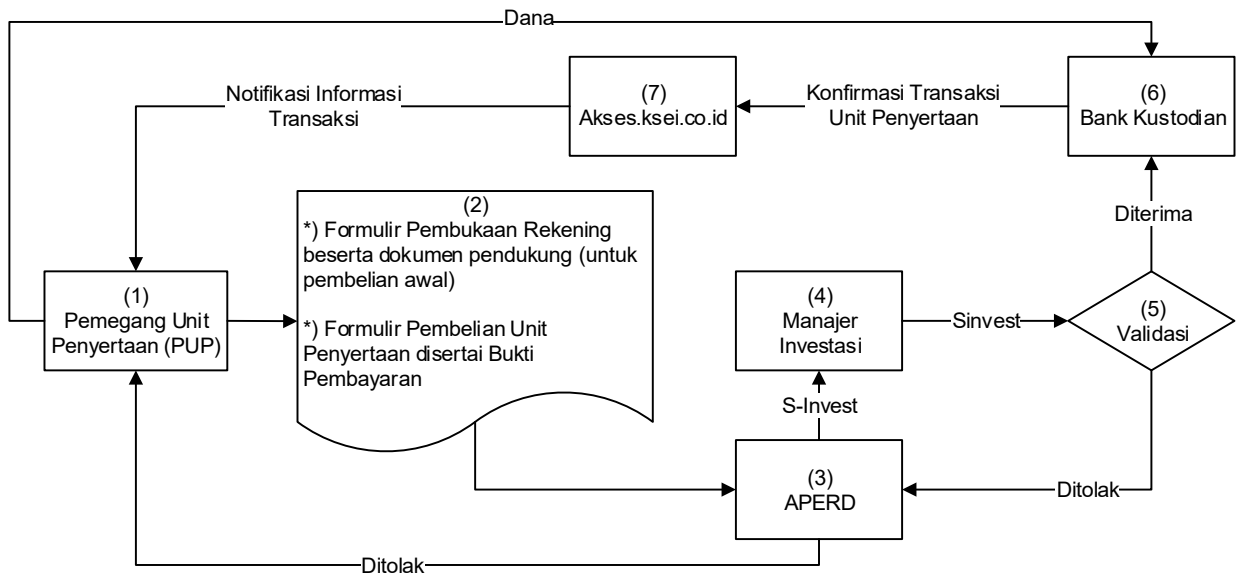 Dana
Notifikasi Informasi
Transaksi
(7)
Akses.ksei.co.id
Konfirmasi Transaksi
Unit Penyertaan
(6)
Bank Kustodian
(2)
*) Formulir Pembukaan Rekening
beserta dokumen pendukung (untuk
pembelian awal)
*) Formulir Pembelian Unit
Penyertaan disertai Bukti
Pembayaran
Diterima
(1)
Pemegang Unit
Penyertaan (PUP)
(4)
Manajer
Investasi
Sinvest
(5)
Validasi
S-Invest
(3)
APERD
Ditolak
Ditolak